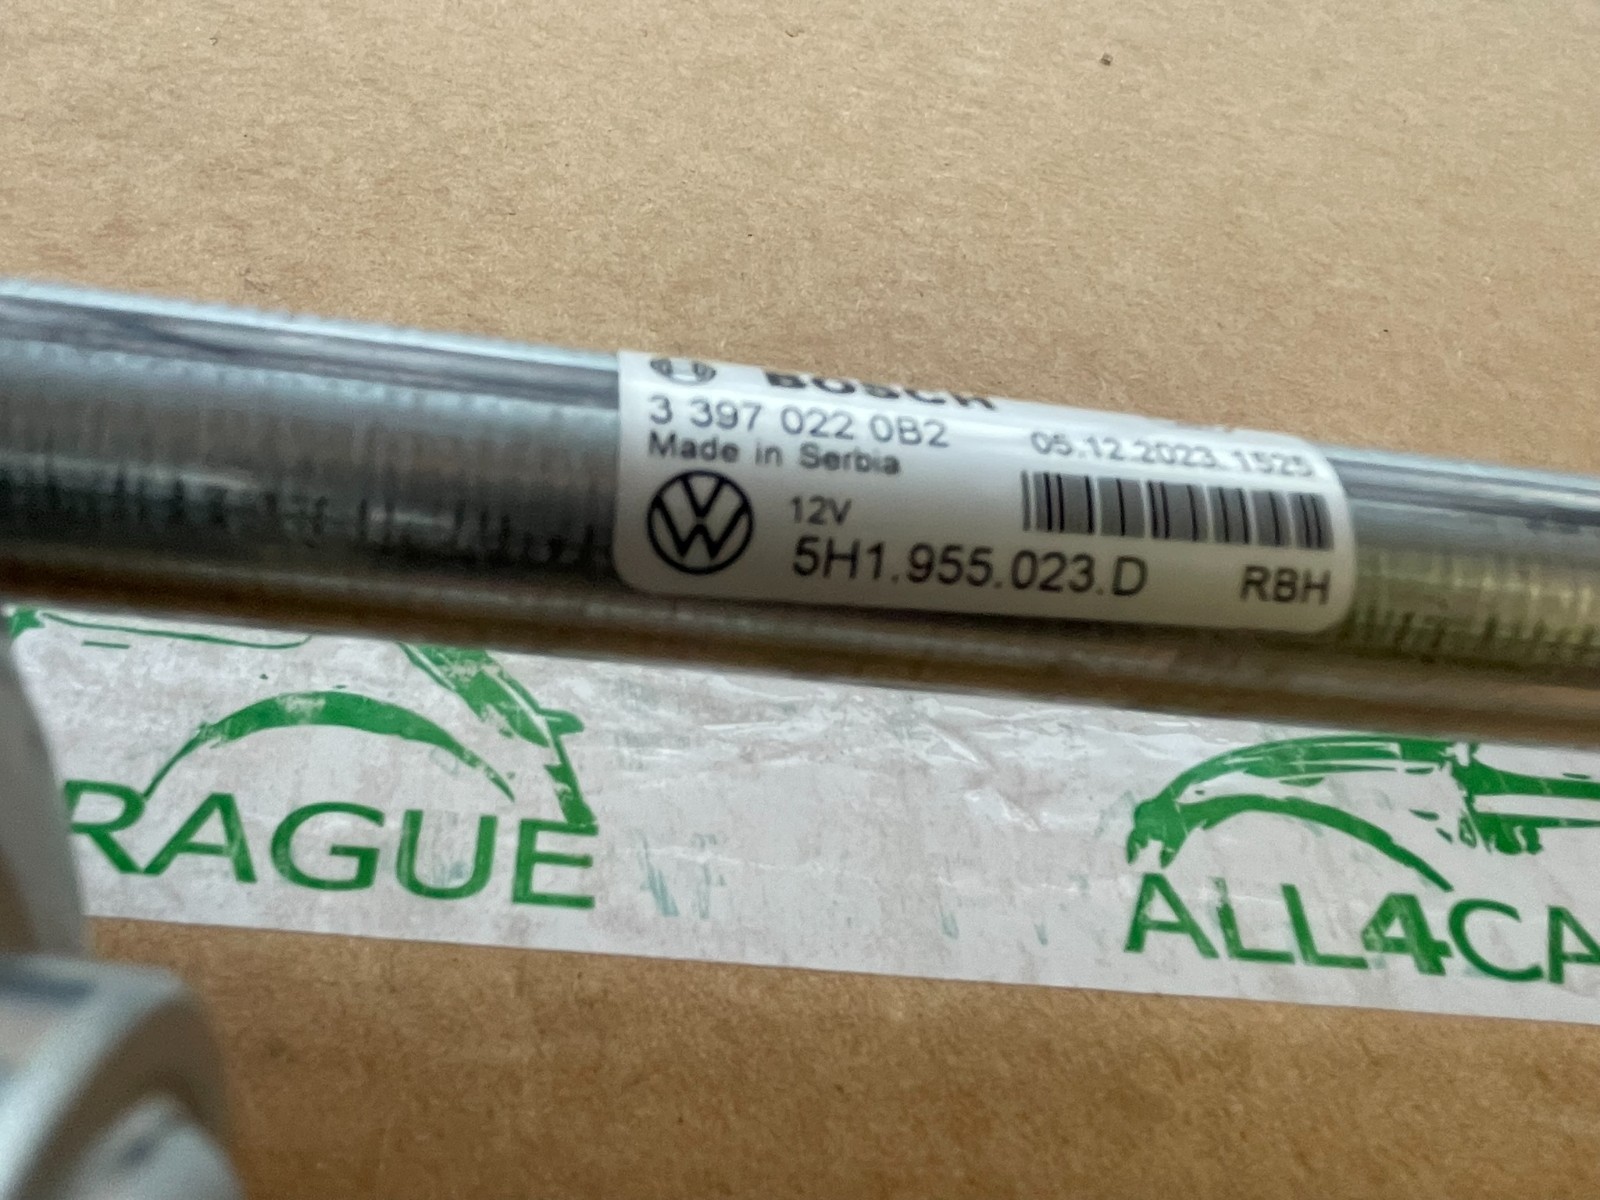 BOSCH
3 397 022 0B2
05.12.2023 1525
Made in Serbia
12V
5H1.955.023.D
RBH
RAGUE
ALL4CA